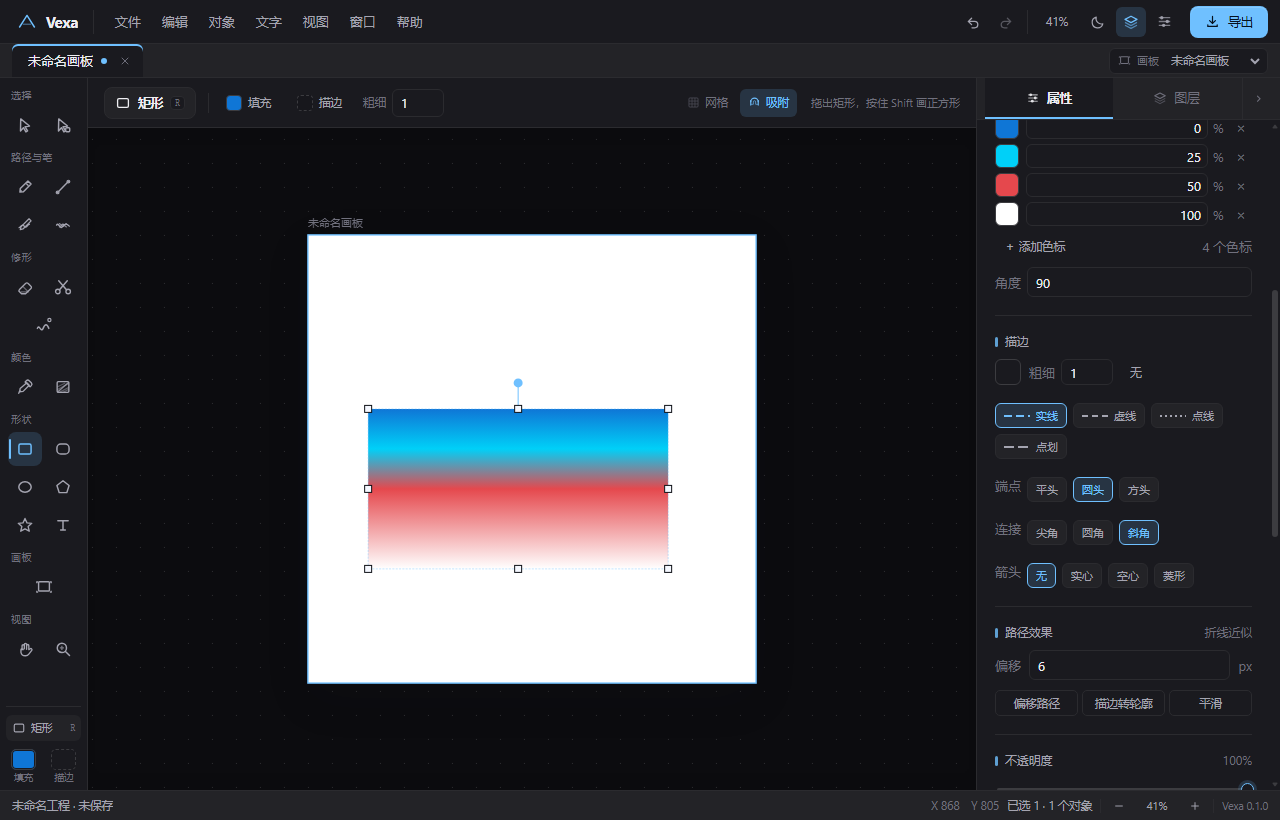 Vexa 文件 编辑 对象 文字 视图 窗口 帮助 41% 导出
未命名画板 画板 未命名画板
选择
路径与笔
修形
颜色
形状
画板
视图
矩形 R
填充 描边
矩形 R 填充 描边 粗细 1 网格 吸附 拖出矩形，按住 Shift 画正方形
未命名画板
属性 图层
0 %
25 %
50 %
100 %
+ 添加色标 4 个色标
角度 90
描边
粗细 1 无
实线 虚线 点线
点划
端点 平头 圆头 方头
连接 尖角 圆角 斜角
箭头 无 实心 空心 菱形
路径效果 折线近似
偏移 6 px
偏移路径 描边转轮廓 平滑
不透明度 100%
未命名工程 · 未保存 X 868 Y 805 已选 1 · 1 个对象 − 41% + Vexa 0.1.0